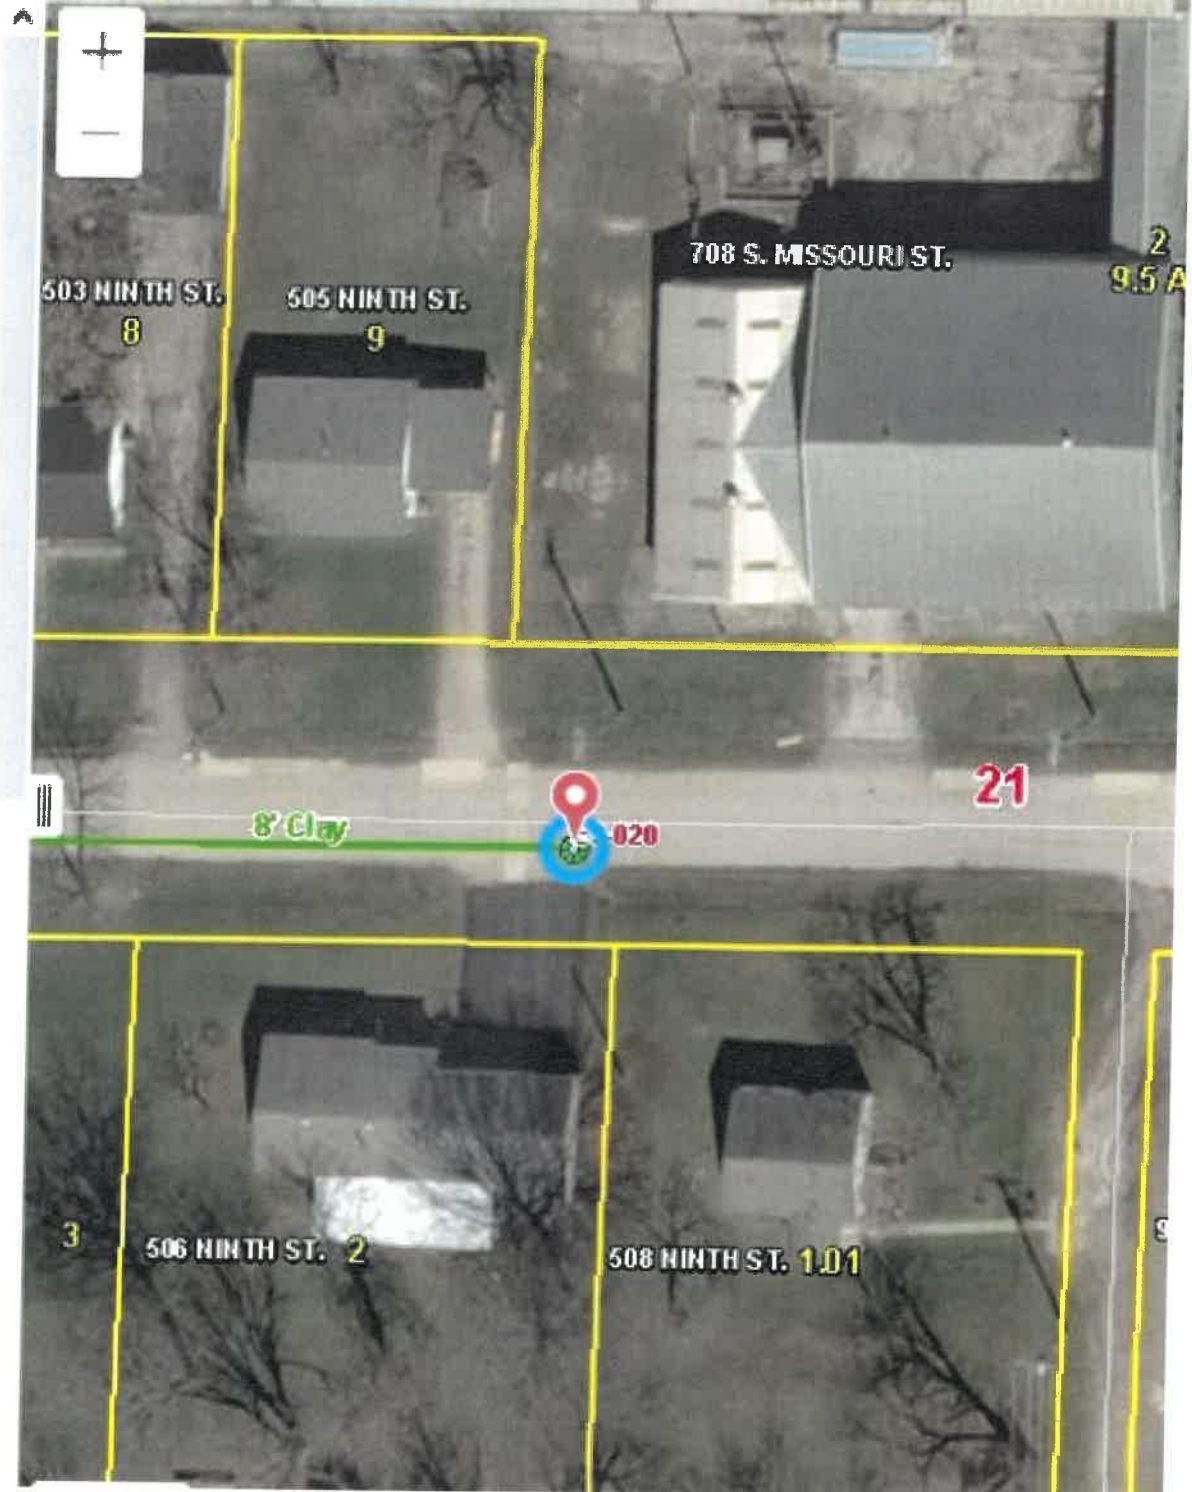 708 S. MISSOURI ST.
2
9.5 A
503 NINTH ST.
8
505 NINTH ST.
9
21
8' Clay
-020
3
506 NINTH ST. 2
508 NINTH ST. 1.01
9